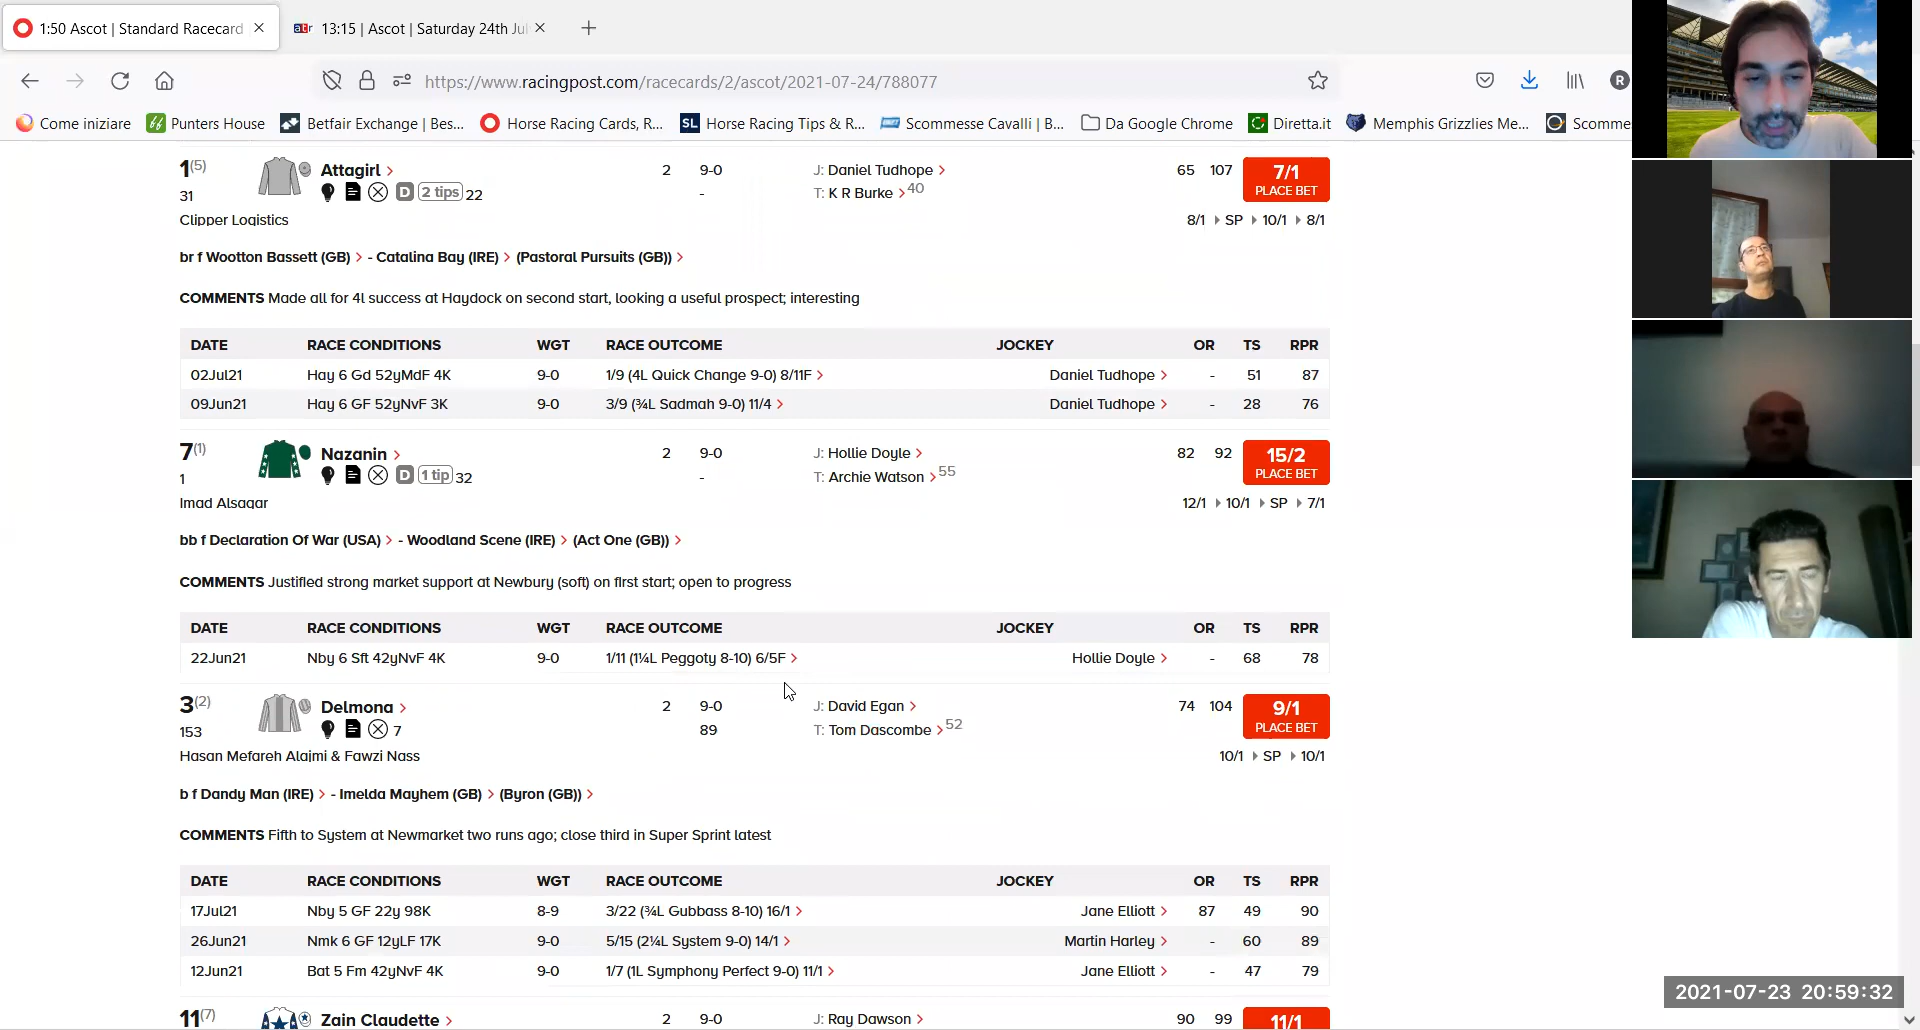 1:50 Ascot | Standard Racecard
atr 13:15 | Ascot | Saturday 24th Jul
https://www.racingpost.com/racecards/2/ascot/2021-07-24/788077
R
Come iniziare Punters House Betfair Exchange | Bes... Horse Racing Cards, R... SL Horse Racing Tips & R... Scommesse Cavalli | B... Da Google Chrome Diretta.it Memphis Grizzlies Me... Scomme
1(5) Attagirl 2 9-0 J: Daniel Tudhope 65 107 7/1
31 D 2 tips 22 - T: K R Burke 40 PLACE BET
Clipper Logistics 8/1 SP 10/1 8/1
br f Wootton Bassett (GB) - Catalina Bay (IRE) (Pastoral Pursuits (GB))
COMMENTS Made all for 4l success at Haydock on second start, looking a useful prospect; interesting
DATE RACE CONDITIONS WGT RACE OUTCOME JOCKEY OR TS RPR
02Jul21 Hay 6 Gd 52yMdF 4K 9-0 1/9 (4L Quick Change 9-0) 8/11F Daniel Tudhope - 51 87
09Jun21 Hay 6 GF 52yNvF 3K 9-0 3/9 (¾L Sadmah 9-0) 11/4 Daniel Tudhope - 28 76
7(1) Nazanin 2 9-0 J: Hollie Doyle 82 92 15/2
1 D 1 tip 32 - T: Archie Watson 55 PLACE BET
Imad Alsagar 12/1 10/1 SP 7/1
bb f Declaration Of War (USA) - Woodland Scene (IRE) (Act One (GB))
COMMENTS Justified strong market support at Newbury (soft) on first start; open to progress
DATE RACE CONDITIONS WGT RACE OUTCOME JOCKEY OR TS RPR
22Jun21 Nby 6 Sft 42yNvF 4K 9-0 1/11 (1¼L Peggoty 8-10) 6/5F Hollie Doyle - 68 78
3(2) Delmona 2 9-0 J: David Egan 74 104 9/1
153 7 89 T: Tom Dascombe 52 PLACE BET
Hasan Mefareh Alajmi & Fawzi Nass 10/1 SP 10/1
b f Dandy Man (IRE) - Imelda Mayhem (GB) (Byron (GB))
COMMENTS Fifth to System at Newmarket two runs ago; close third in Super Sprint latest
DATE RACE CONDITIONS WGT RACE OUTCOME JOCKEY OR TS RPR
17Jul21 Nby 5 GF 22y 98K 8-9 3/22 (¾L Gubbass 8-10) 16/1 Jane Elliott 87 49 90
26Jun21 Nmk 6 GF 12yLF 17K 9-0 5/15 (2¼L System 9-0) 14/1 Martin Harley - 60 89
12Jun21 Bat 5 Fm 42yNvF 4K 9-0 1/7 (1L Symphony Perfect 9-0) 11/1 Jane Elliott - 47 79
11(7) Zain Claudette 2 9-0 J: Ray Dawson 90 99 11/1
2021-07-23 20:59:32